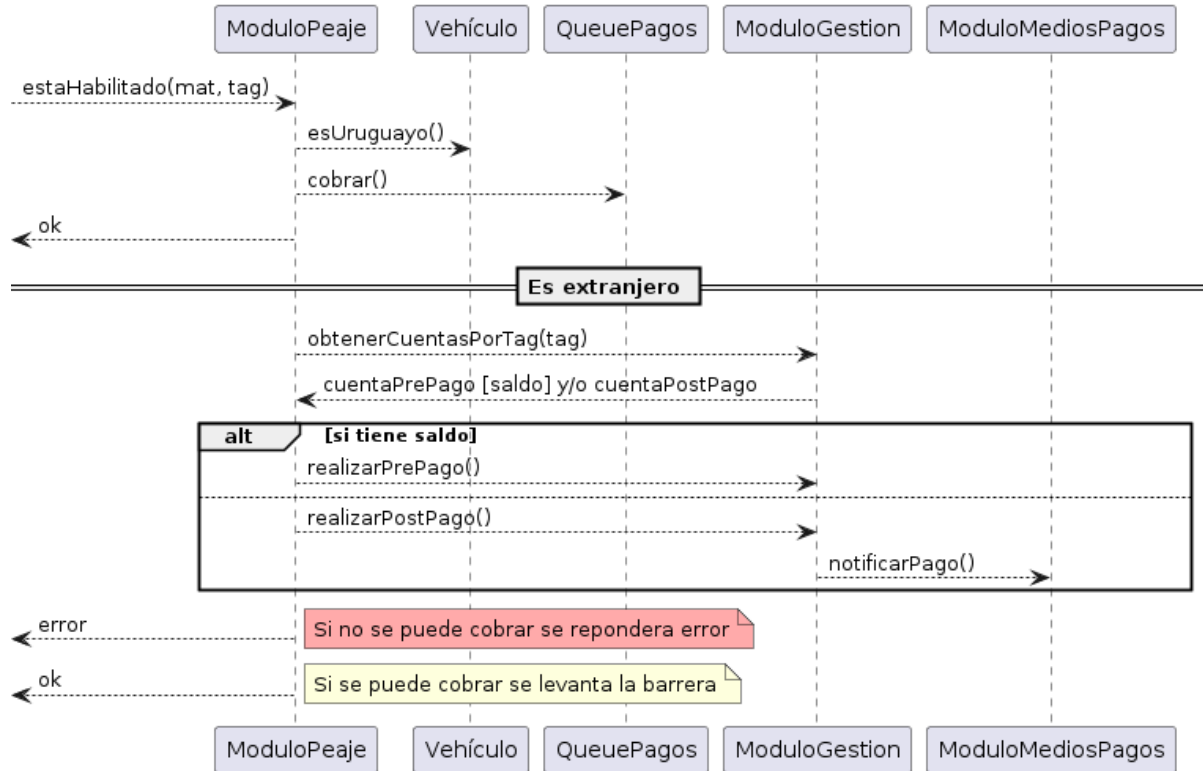 ModuloPeaje
Vehículo
QueuePagos
ModuloGestion
ModuloMediosPagos
estaHabilitado(mat, tag)
esUruguayo()
cobrar()
ok
Es extranjero
obtenerCuentasPorTag(tag)
cuentaPrePago [saldo] y/o cuentaPostPago
alt
[si tiene saldo]
realizarPrePago()
realizarPostPago()
notificarPago()
error
Si no se puede cobrar se repondera error
ok
Si se puede cobrar se levanta la barrera
ModuloPeaje
Vehículo
QueuePagos
ModuloGestion
ModuloMediosPagos